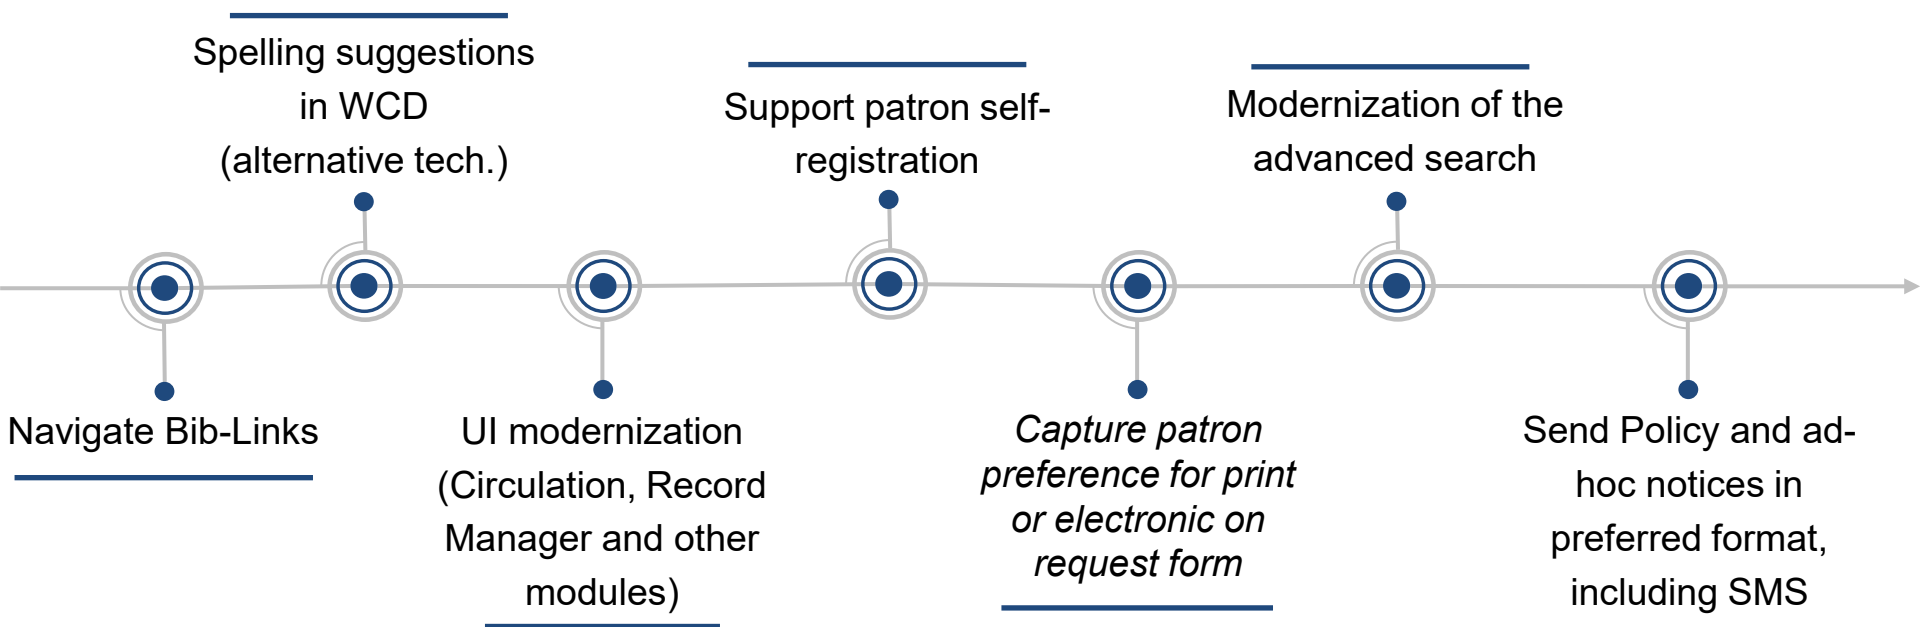 Spelling suggestions
in WCD
(alternative tech.)
Support patron self-
registration
Modernization of the
advanced search
Navigate Bib-Links
UI modernization
(Circulation, Record
Manager and other
modules)
Capture patron
preference for print
or electronic on
request form
Send Policy and ad-
hoc notices in
preferred format,
including SMS